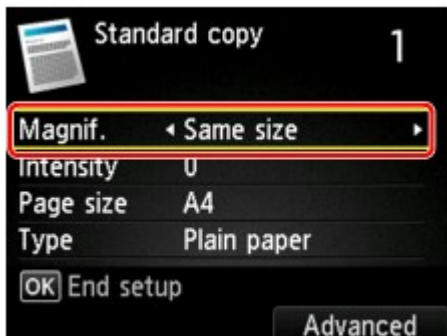 Standard copy 1
Magnif. Same size
Intensity 0
Page size A4
Type Plain paper
OK End setup
Advanced